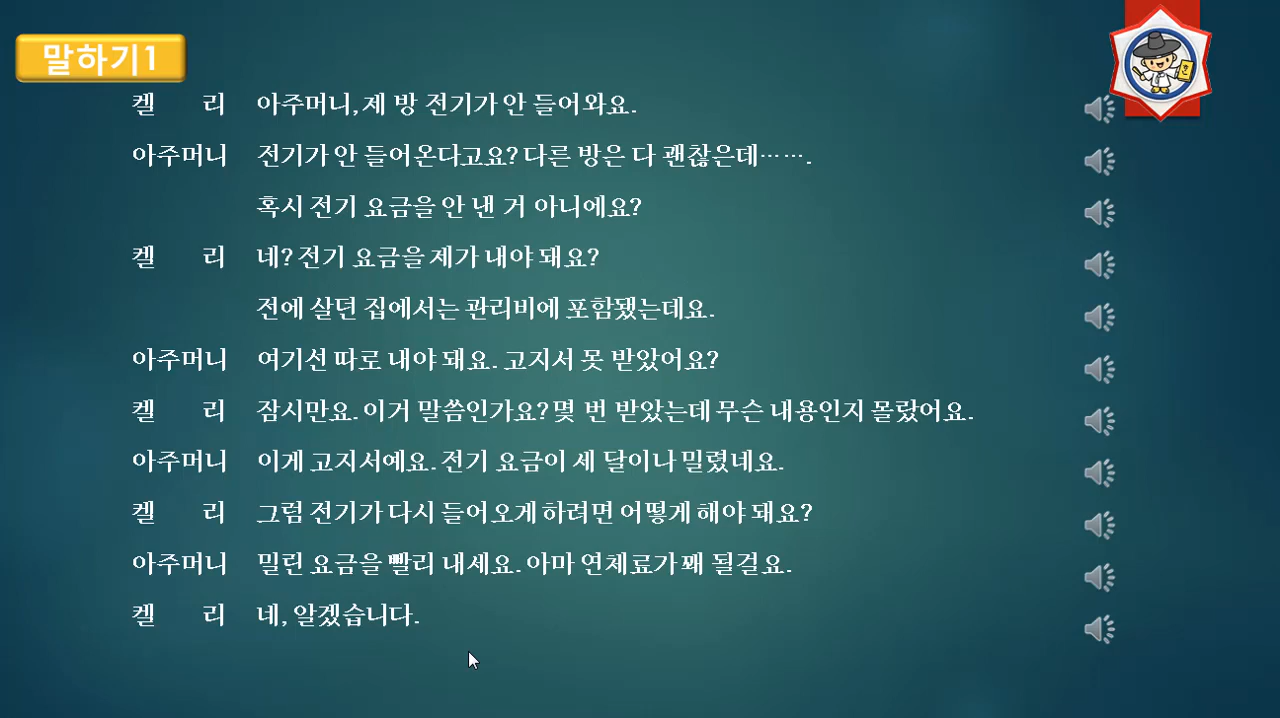 말하기1
켈 리 아주머니, 제 방 전기가 안 들어와요.
아주머니 전기가 안 들어온다고요? 다른 방은 다 괜찮은데…….
혹시 전기 요금을 안 낸 거 아니에요?
켈 리 네? 전기 요금을 제가 내야 돼요?
전에 살던 집에서는 관리비에 포함됐는데요.
아주머니 여기선 따로 내야 돼요. 고지서 못 받았어요?
켈 리 잠시만요. 이거 말씀인가요? 몇 번 받았는데 무슨 내용인지 몰랐어요.
아주머니 이게 고지서예요. 전기 요금이 세 달이나 밀렸네요.
켈 리 그럼 전기가 다시 들어오게 하려면 어떻게 해야 돼요?
아주머니 밀린 요금을 빨리 내세요. 아마 연체료가 꽤 될걸요.
켈 리 네, 알겠습니다.